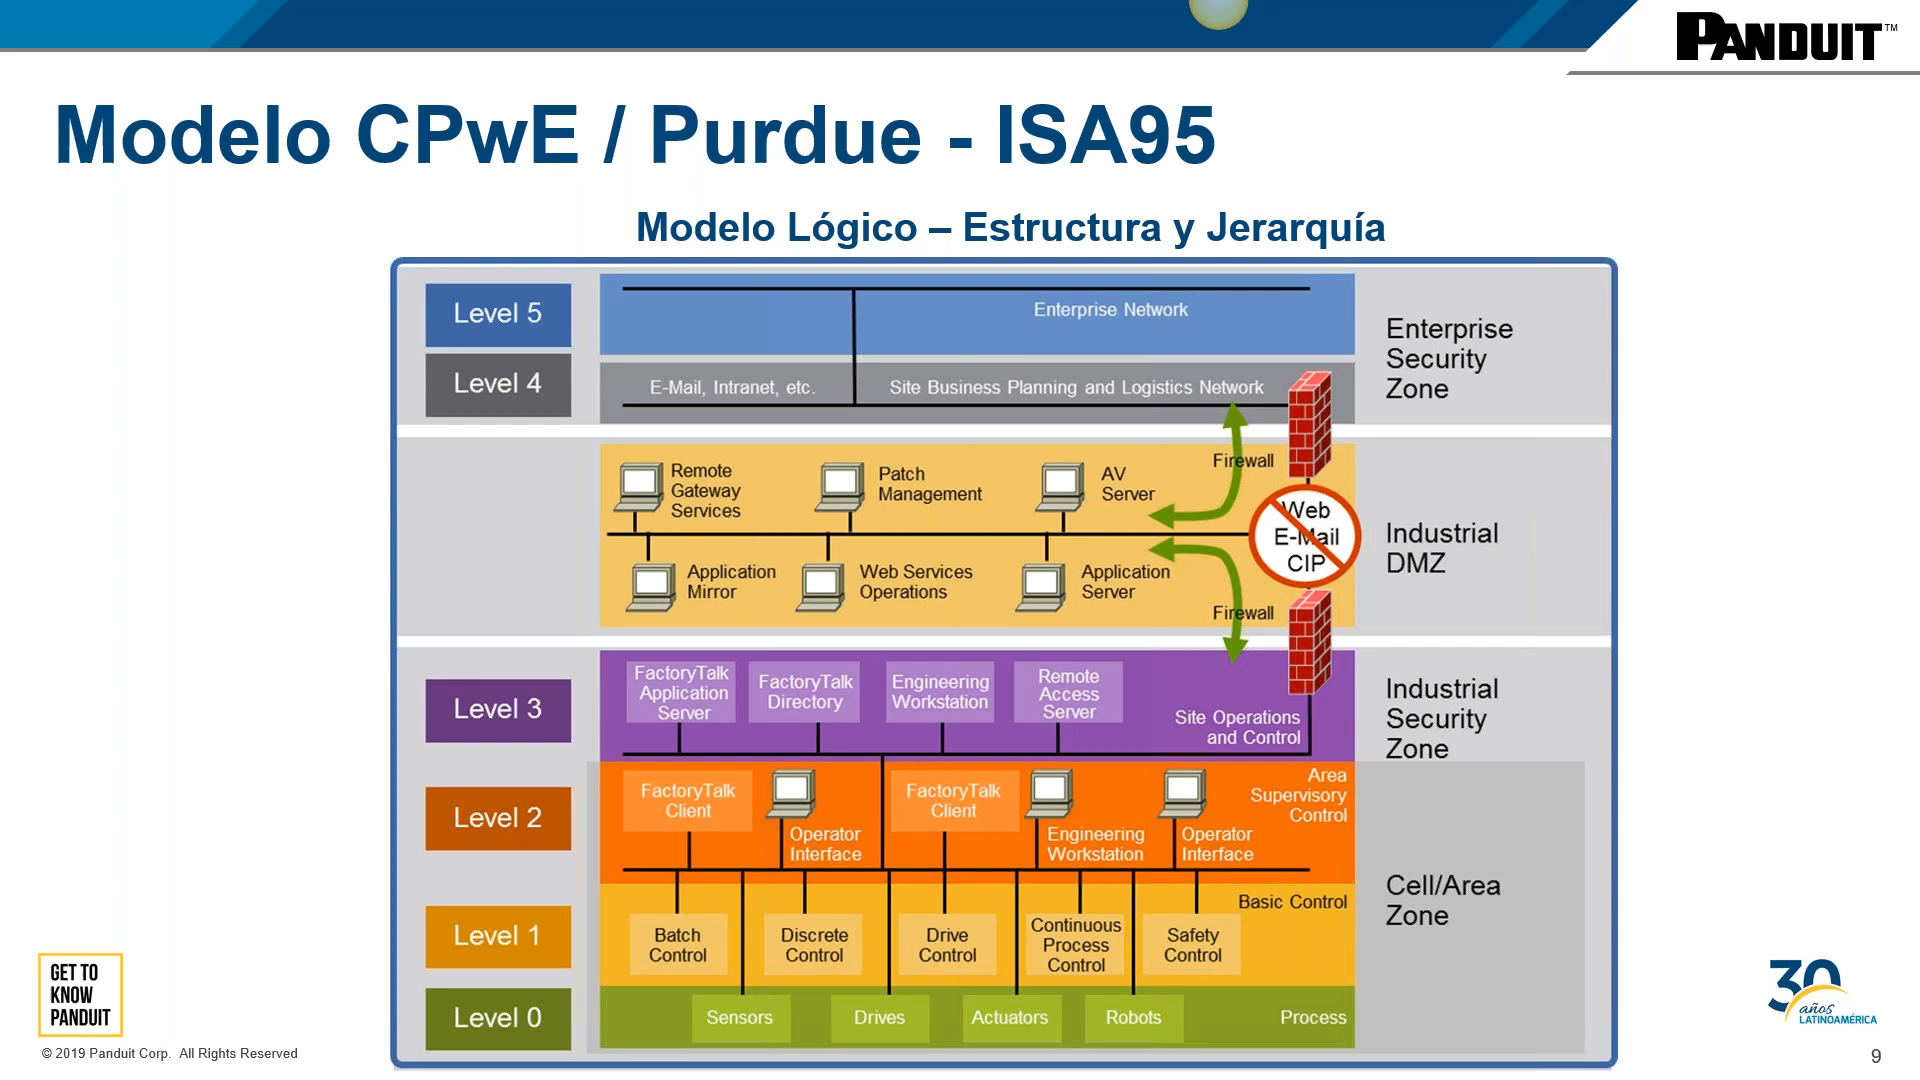 PANDUIT™
Modelo CPwE / Purdue - ISA95
Modelo Lógico – Estructura y Jerarquía
Level 5
Enterprise Network
Level 4
E-Mail, Intranet, etc.
Site Business Planning and Logistics Network
Enterprise
Security
Zone
Remote
Gateway
Services
Patch
Management
AV
Server
Firewall
Web
E-Mail
CIP
Application
Mirror
Web Services
Operations
Application
Server
Firewall
Industrial
DMZ
Level 3
FactoryTalk
Application
Server
FactoryTalk
Directory
Engineering
Workstation
Remote
Access
Server
Site Operations
and Control
Industrial
Security
Zone
Level 2
FactoryTalk
Client
Operator
Interface
FactoryTalk
Client
Engineering
Workstation
Operator
Interface
Area
Supervisory
Control
Level 1
Basic Control
Batch
Control
Discrete
Control
Drive
Control
Continuous
Process
Control
Safety
Control
Cell/Area
Zone
Level 0
Sensors
Drives
Actuators
Robots
Process
GET TO
KNOW
PANDUIT
30
años
LATINOAMÉRICA
© 2019 Panduit Corp. All Rights Reserved
9